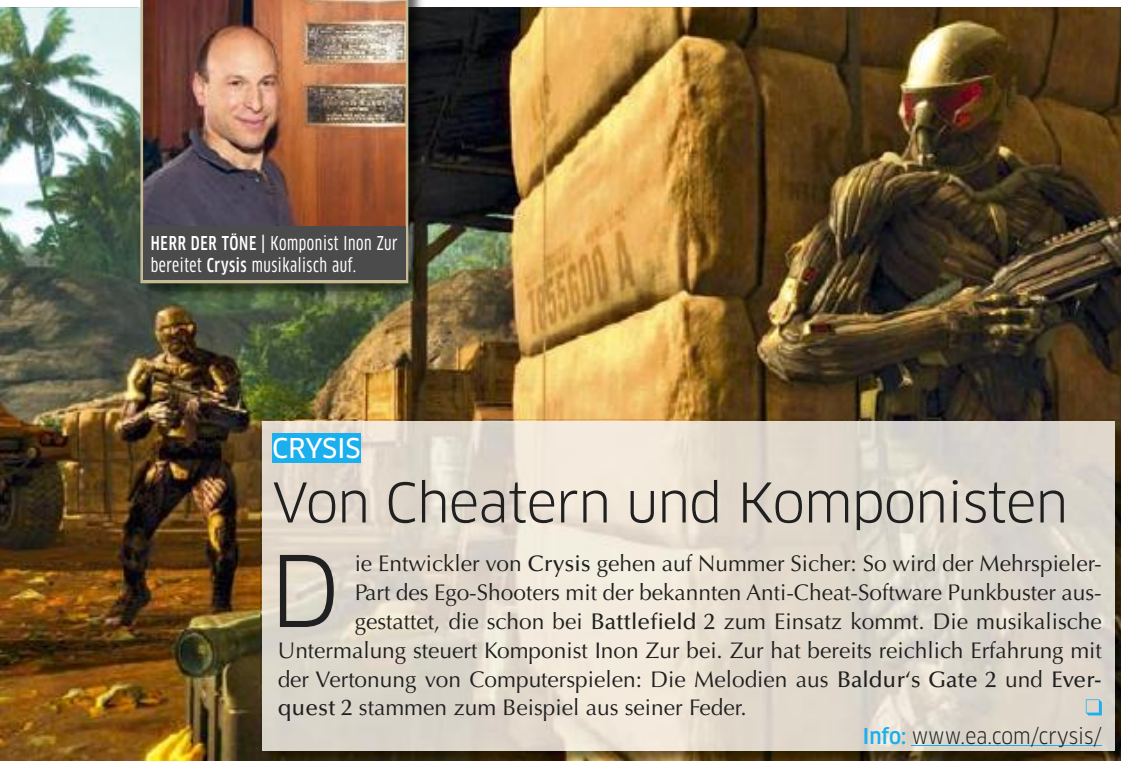 HERR DER TÖNE | Komponist Inon Zur
bereitet Crysis musikalisch auf.
T855600 A
CRYSIS
Von Cheatern und Komponisten
Die Entwickler von Crysis gehen auf Nummer Sicher: So wird der Mehrspieler-
Part des Ego-Shooters mit der bekannten Anti-Cheat-Software Punkbuster aus-
gestattet, die schon bei Battlefield 2 zum Einsatz kommt. Die musikalische
Untermalung steuert Komponist Inon Zur bei. Zur hat bereits reichlich Erfahrung mit
der Vertonung von Computerspielen: Die Melodien aus Baldur‘s Gate 2 und Ever-
quest 2 stammen zum Beispiel aus seiner Feder.
Info: www.ea.com/crysis/